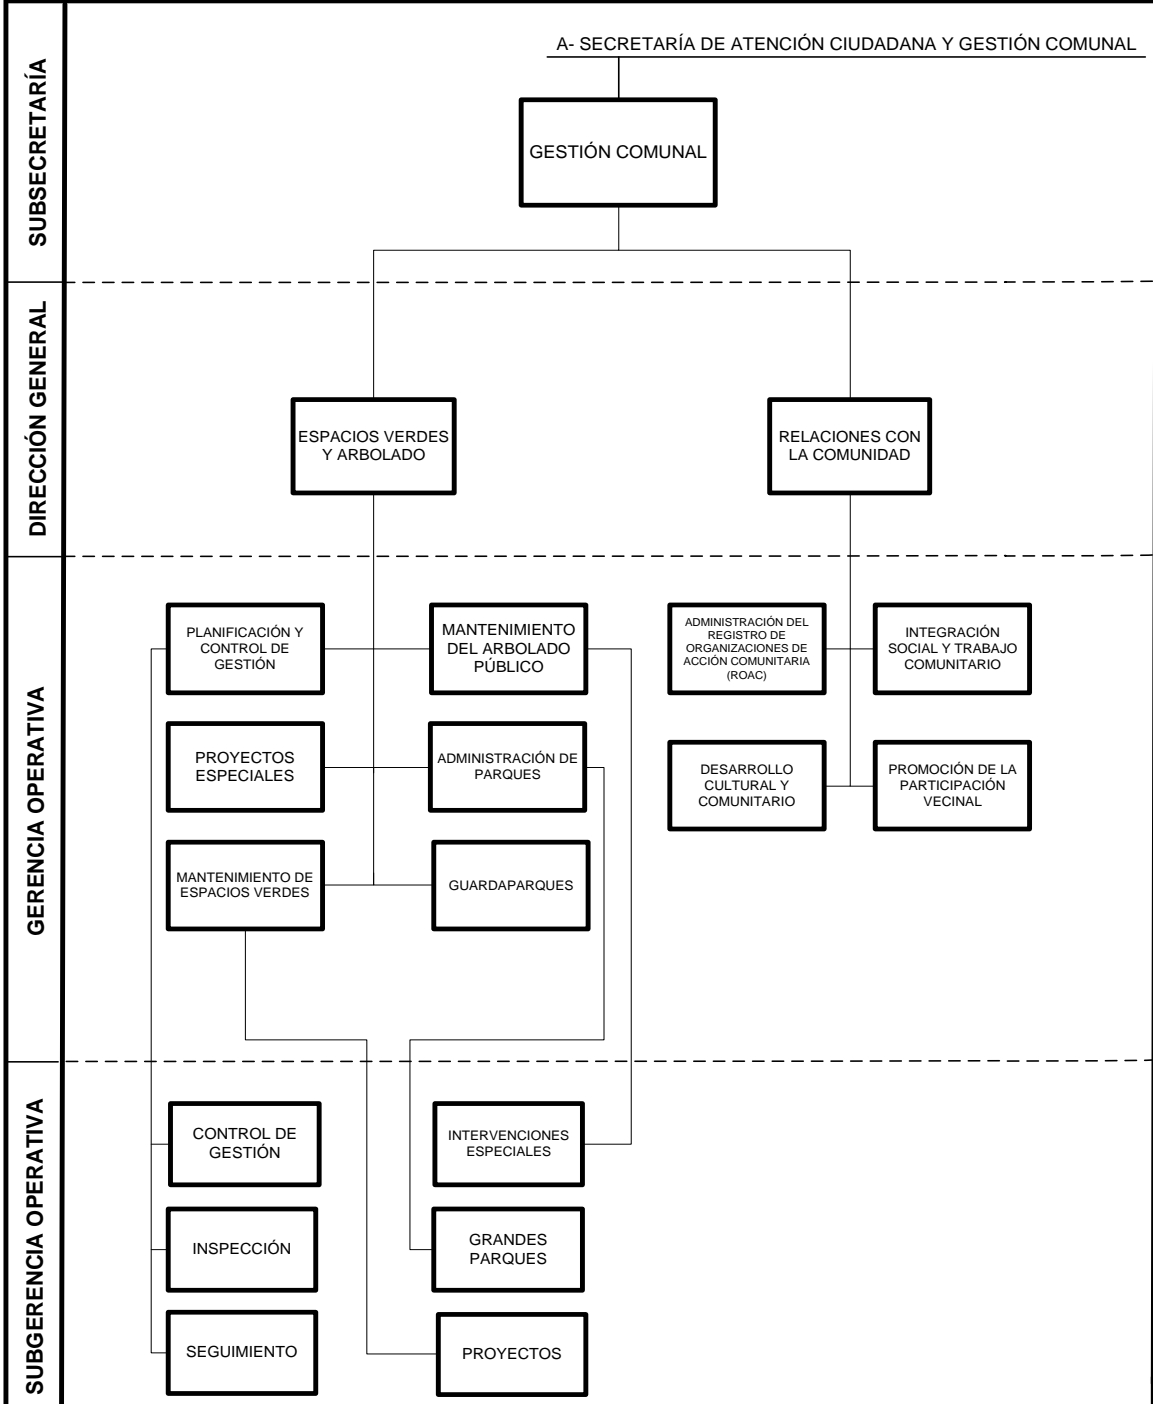 A- SECRETARÍA DE ATENCIÓN CIUDADANA Y GESTIÓN COMUNAL
SUBSECRETARÍA
GESTIÓN COMUNAL
DIRECCIÓN GENERAL
ESPACIOS VERDES
Y ARBOLADO
RELACIONES CON
LA COMUNIDAD
GERENCIA OPERATIVA
PLANIFICACIÓN Y
CONTROL DE
GESTIÓN
MANTENIMIENTO
DEL ARBOLADO
PÚBLICO
ADMINISTRACIÓN DEL
REGISTRO DE
ORGANIZACIONES DE
ACCIÓN COMUNITARIA
(ROAC)
INTEGRACIÓN
SOCIAL Y TRABAJO
COMUNITARIO
PROYECTOS
ESPECIALES
ADMINISTRACIÓN DE
PARQUES
DESARROLLO
CULTURAL Y
COMUNITARIO
PROMOCIÓN DE LA
PARTICIPACIÓN
VECINAL
MANTENIMIENTO DE
ESPACIOS VERDES
GUARDAPARQUES
SUBGERENCIA OPERATIVA
CONTROL DE
GESTIÓN
INTERVENCIONES
ESPECIALES
INSPECCIÓN
GRANDES
PARQUES
SEGUIMIENTO
PROYECTOS